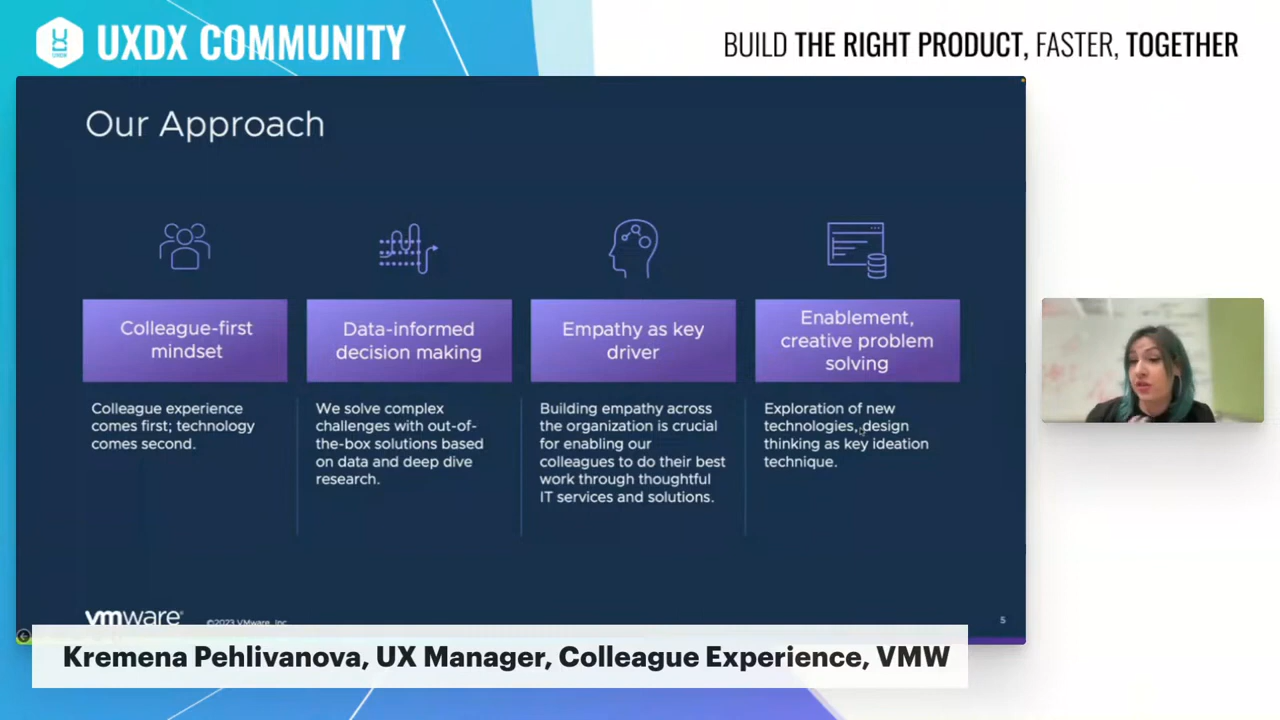 UXDX COMMUNITY
BUILD THE RIGHT PRODUCT, FASTER, TOGETHER
Our Approach
Colleague-first
mindset
Colleague experience
comes first; technology
comes second.
Data-informed
decision making
We solve complex
challenges with out-of-
the-box solutions based
on data and deep dive
research.
Empathy as key
driver
Building empathy across
the organization is crucial
for enabling our
colleagues to do their best
work through thoughtful
IT services and solutions.
Enablement,
creative problem
solving
Exploration of new
technologies, design
thinking as key ideation
technique.
vmware®
©2023 VMware, Inc.
5
Kremena Pehlivanova, UX Manager, Colleague Experience, VMW